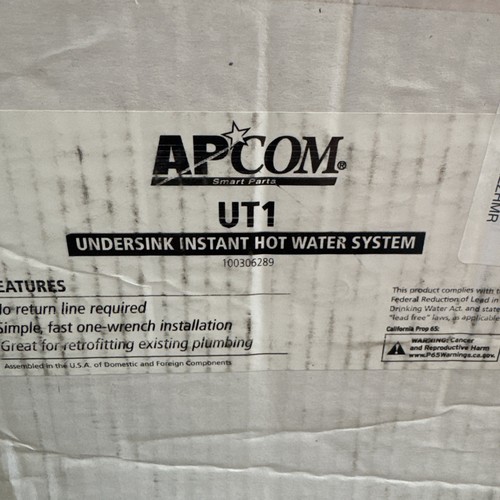 APCOM®
Smart Parts
UT1
UNDERSINK INSTANT HOT WATER SYSTEM
100306289
EATURES
o return line required
Simple, fast one-wrench installation
Great for retrofitting existing plumbing
Assembled in the U.S.A. of Domestic and Foreign Components
This product complies with t
Federal Reduction of Lead in
Drinking Water Act. and state
"lead free" laws, as applicable
California Prop 65:
WARNING: Cancer
and Reproductive Harm
www.P65Warnings.ca.gov